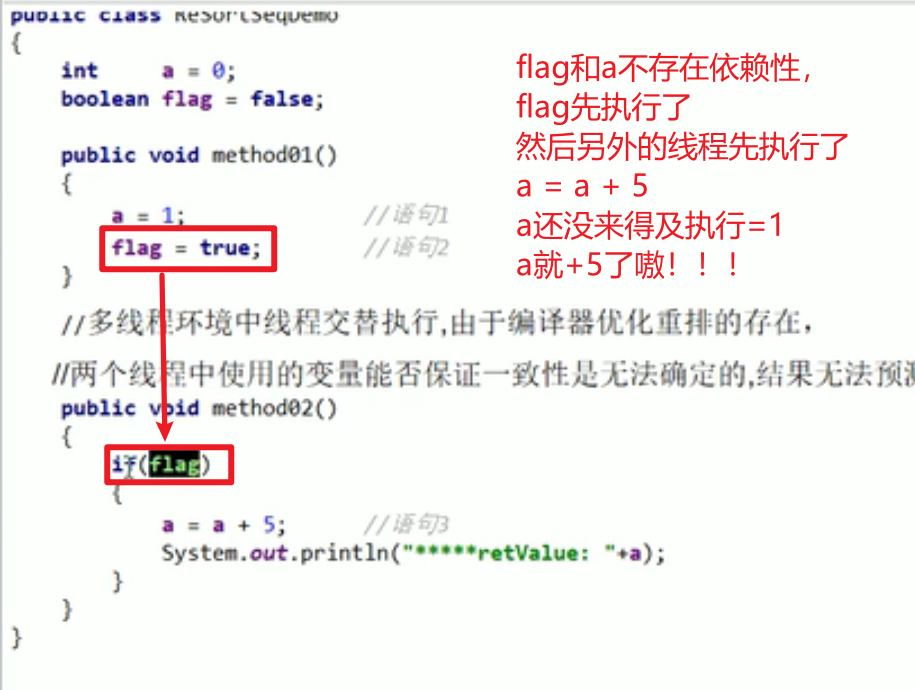 public class ReSortSeqDemo
{
int a = 0;
boolean flag = false;
flag和a不存在依赖性，
flag先执行了
然后另外的线程先执行了
a = a + 5
a还没来得及执行=1
a就+5了嗷！！！
public void method01()
{
a = 1; //语句1
flag = true; //语句2
}
//多线程环境中线程交替执行,由于编译器优化重排的存在，
//两个线程中使用的变量能否保证一致性是无法确定的,结果无法预测
public void method02()
{
if(flag)
{
a = a + 5; //语句3
System.out.println("*****retValue: "+a);
}
}
}